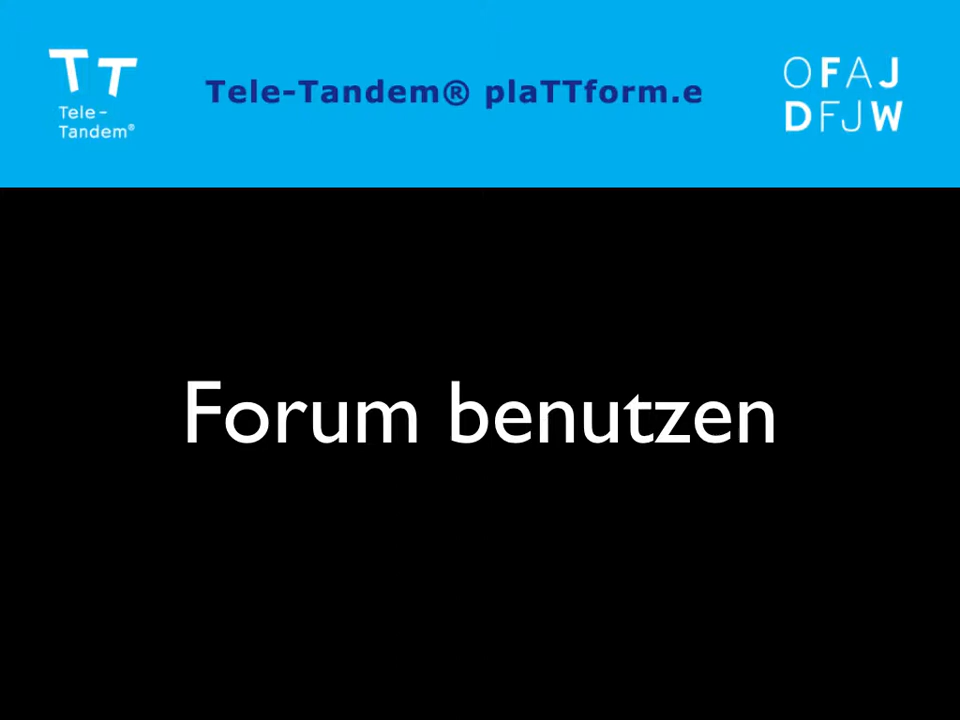 TT
Tele-
Tandem®
Tele-Tandem® plaTTform.e
OFAJ
DFJW
Forum benutzen